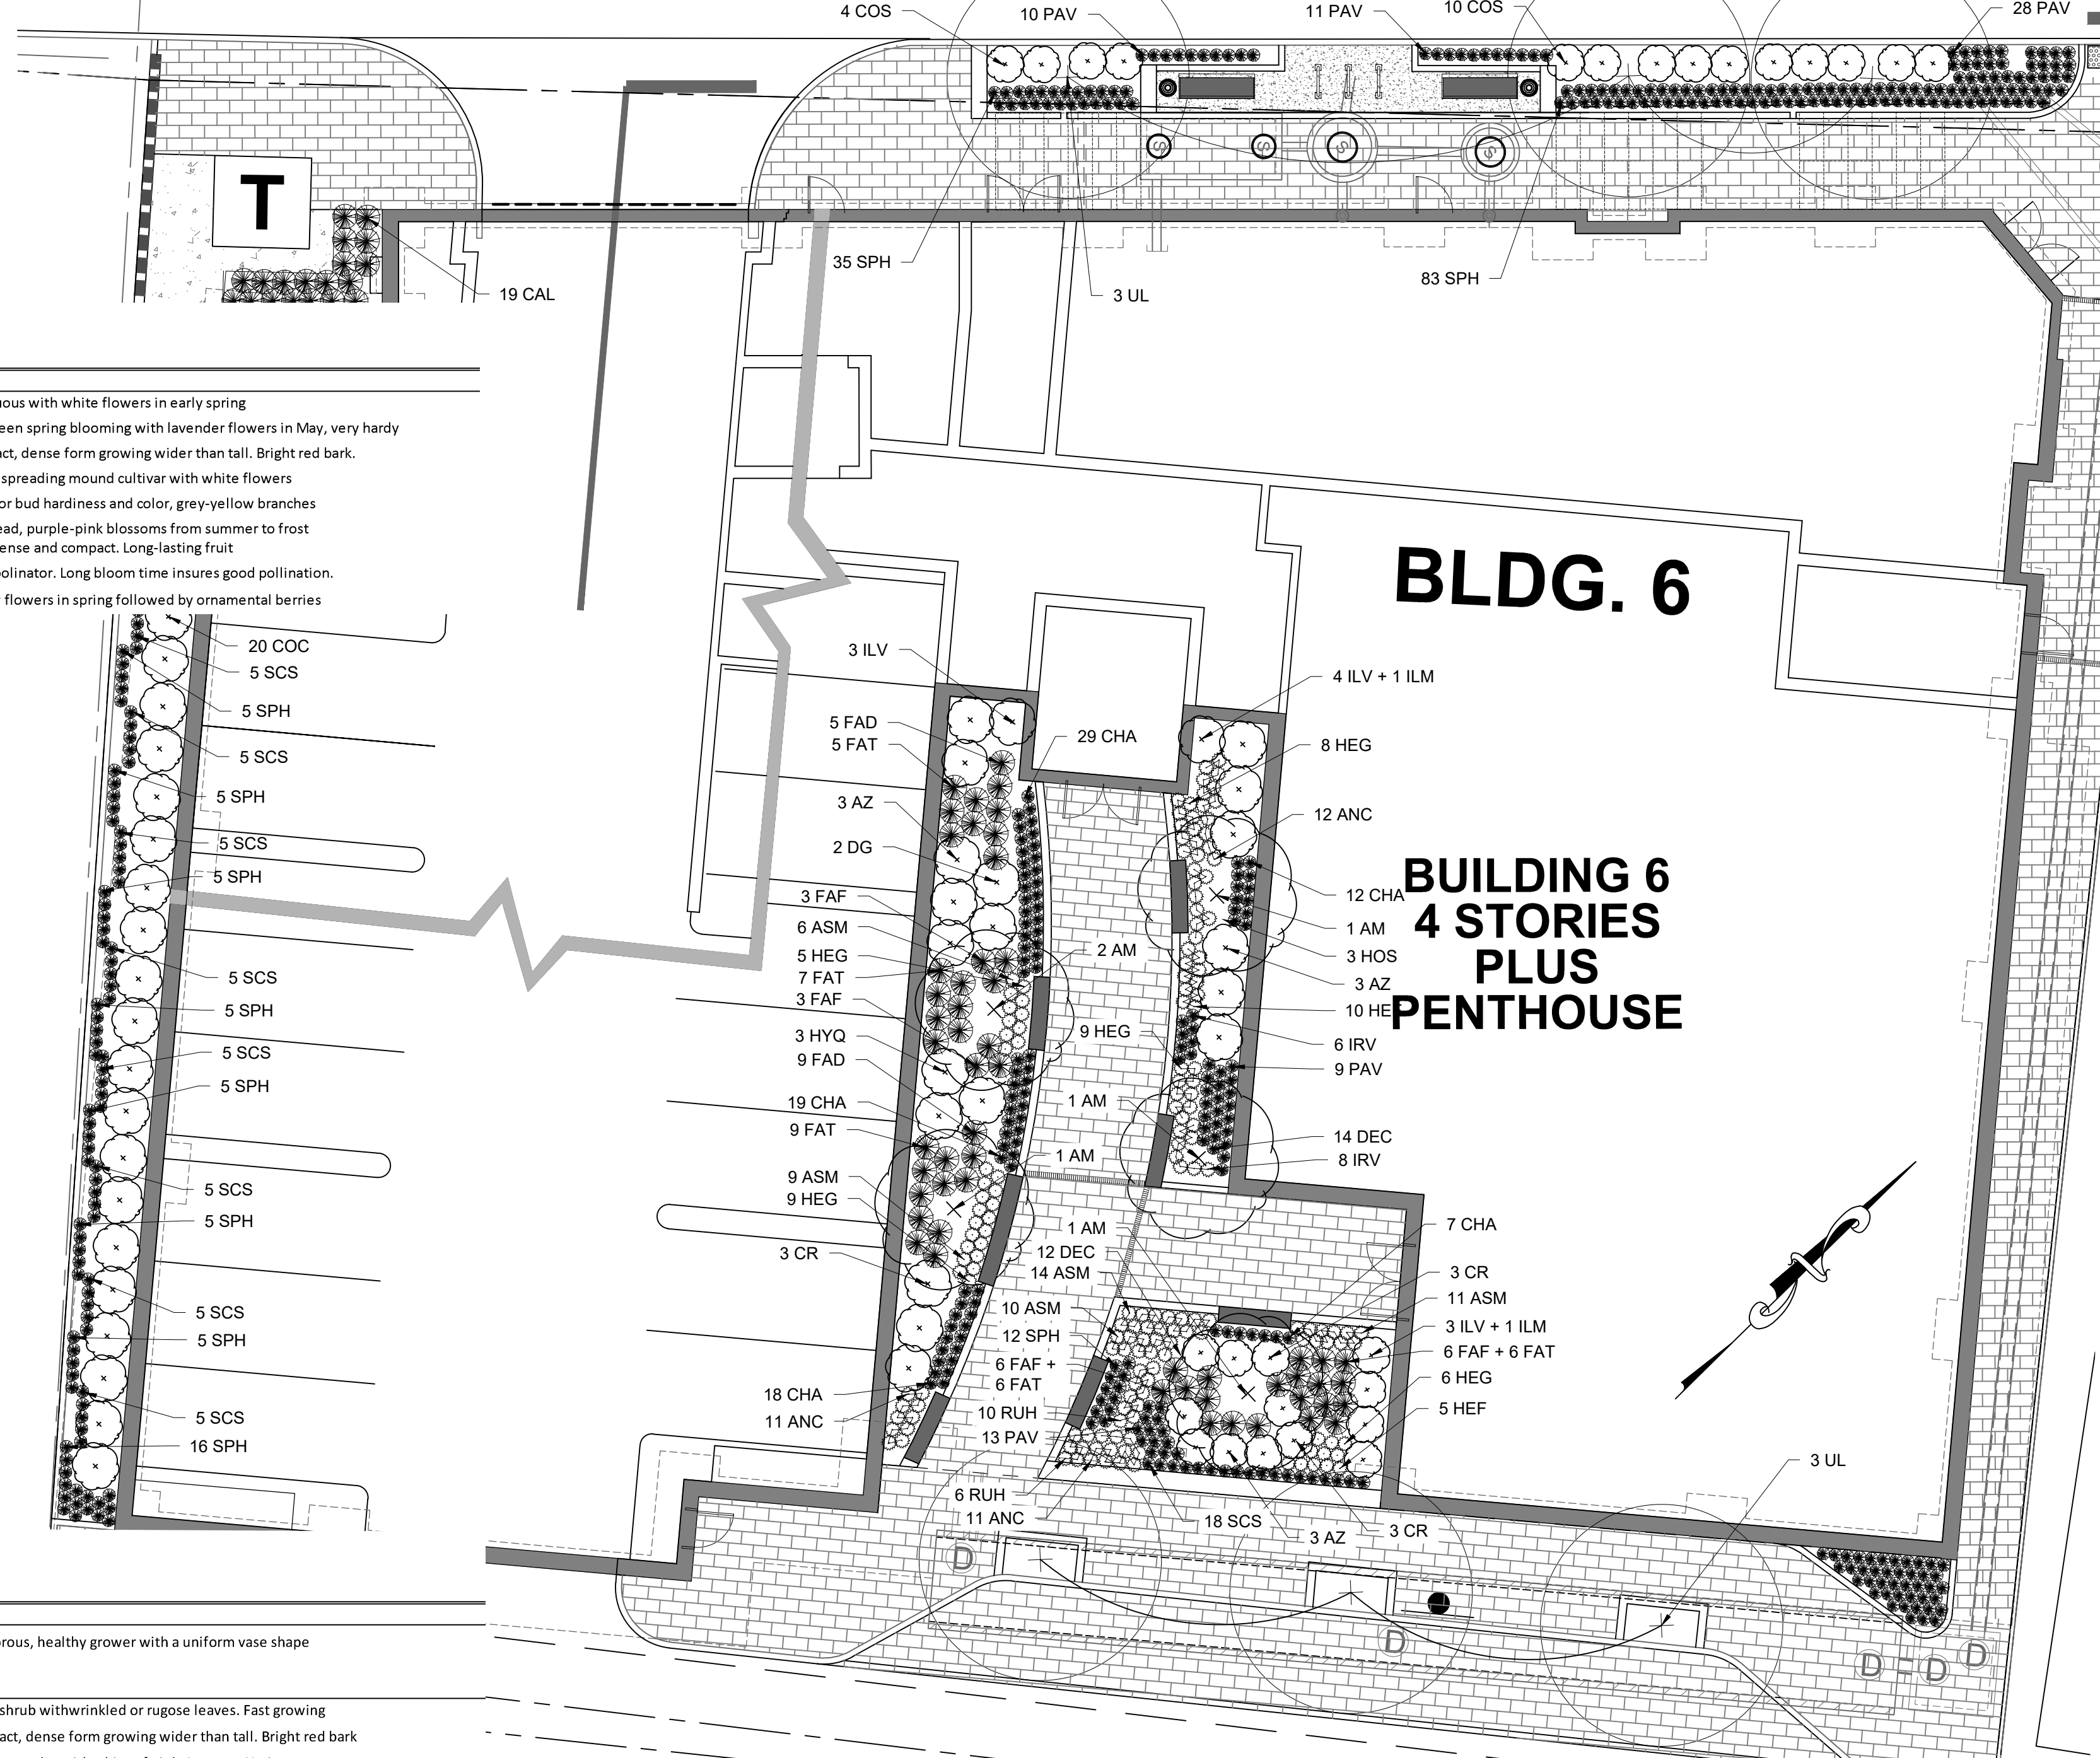 4 COS
10 PAV
11 PAV
10 COS
28 PAV
T
S
S
S
S
19 CAL
35 SPH
3 UL
83 SPH
uous with white flowers in early spring
een spring blooming with lavender flowers in May, very hardy
act, dense form growing wider than tall. Bright red bark.
spreading mound cultivar with white flowers
or bud hardiness and color, grey-yellow branches
ead, purple-pink blossoms from summer to frost
ense and compact. Long-lasting fruit
polinator. Long bloom time insures good pollination.
flowers in spring followed by ornamental berries
20 COC
5 SCS
5 SPH
5 SCS
5 SPH
5 SCS
5 SPH
5 SCS
5 SPH
5 SCS
5 SPH
5 SCS
5 SPH
5 SCS
5 SPH
5 SCS
16 SPH
BLDG. 6
BUILDING 6
4 STORIES
PLUS
PENTHOUSE
3 ILV
5 FAD
5 FAT
29 CHA
3 AZ
2 DG
3 FAF
6 ASM
5 HEG
7 FAT
3 FAF
3 HYQ
9 FAD
19 CHA
9 FAT
9 ASM
9 HEG
3 CR
18 CHA
11 ANC
4 ILV + 1 ILM
8 HEG
12 ANC
12 CHA
1 AM
3 HOS
3 AZ
10 HE
6 IRV
9 PAV
14 DEC
8 IRV
2 AM
9 HEG
1 AM
1 AM
1 AM
12 DEC
14 ASM
10 ASM
12 SPH
6 FAF +
6 FAT
10 RUH
13 PAV
6 RUH
11 ANC
7 CHA
3 CR
11 ASM
3 ILV + 1 ILM
6 FAF + 6 FAT
6 HEG
5 HEF
18 SCS
3 AZ
3 CR
3 UL
D
D
D
D
D
orous, healthy grower with a uniform vase shape
shrub withwrinkled or rugose leaves. Fast growing
act, dense form growing wider than tall. Bright red bark